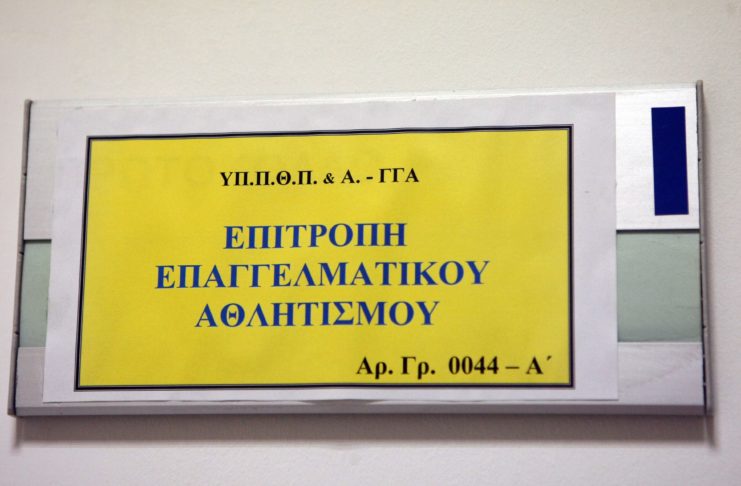 ΥΠ.Π.Θ.Π. & Α. - ΓΓΑ
ΕΠΙΤΡΟΠΗ
ΕΠΑΓΓΕΛΜΑΤΙΚΟΥ
ΑΘΛΗΤΙΣΜΟΥ
Αρ. Γρ. 0044 – Α΄